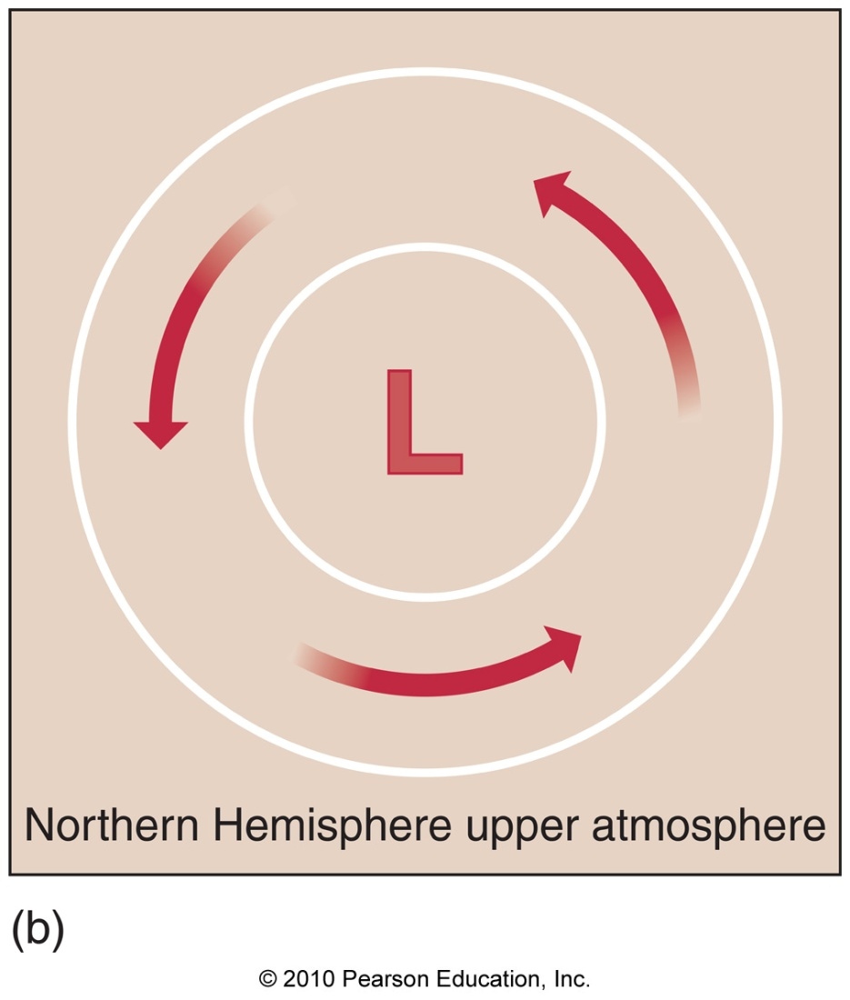 L
Northern Hemisphere upper atmosphere
(b)
© 2010 Pearson Education, Inc.